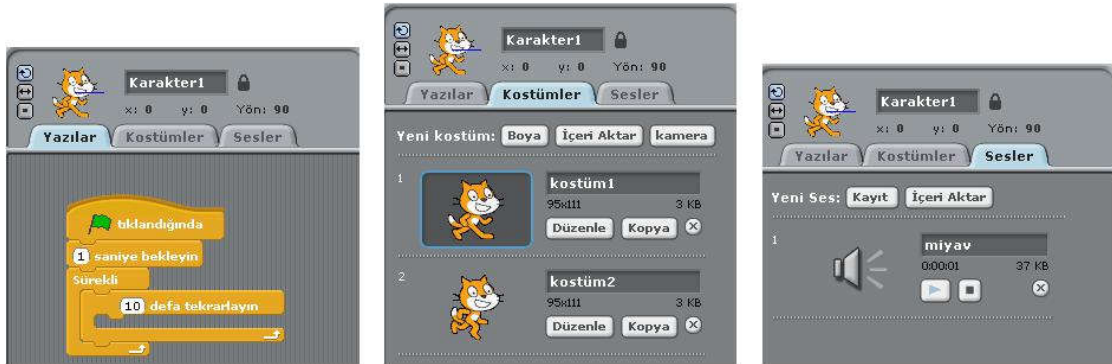 Karakter1
x: 0 y: 0 Yön: 90
Yazılar Kostümler Sesler
tıklandığında
1 saniye bekleyin
Sürekli
10 defa tekrarlayın
Karakter1
x: 0 y: 0 Yön: 90
Yazılar Kostümler Sesler
Yeni kostüm: Boya İçeri Aktar kamera
1
kostüm1
95x111 3 KB
Düzenle Kopya
2
kostüm2
95x111 3 KB
Düzenle Kopya
Karakter1
x: 0 y: 0 Yön: 90
Yazılar Kostümler Sesler
Yeni Ses: Kayıt İçeri Aktar
1
miyav
0:00:01 37 KB